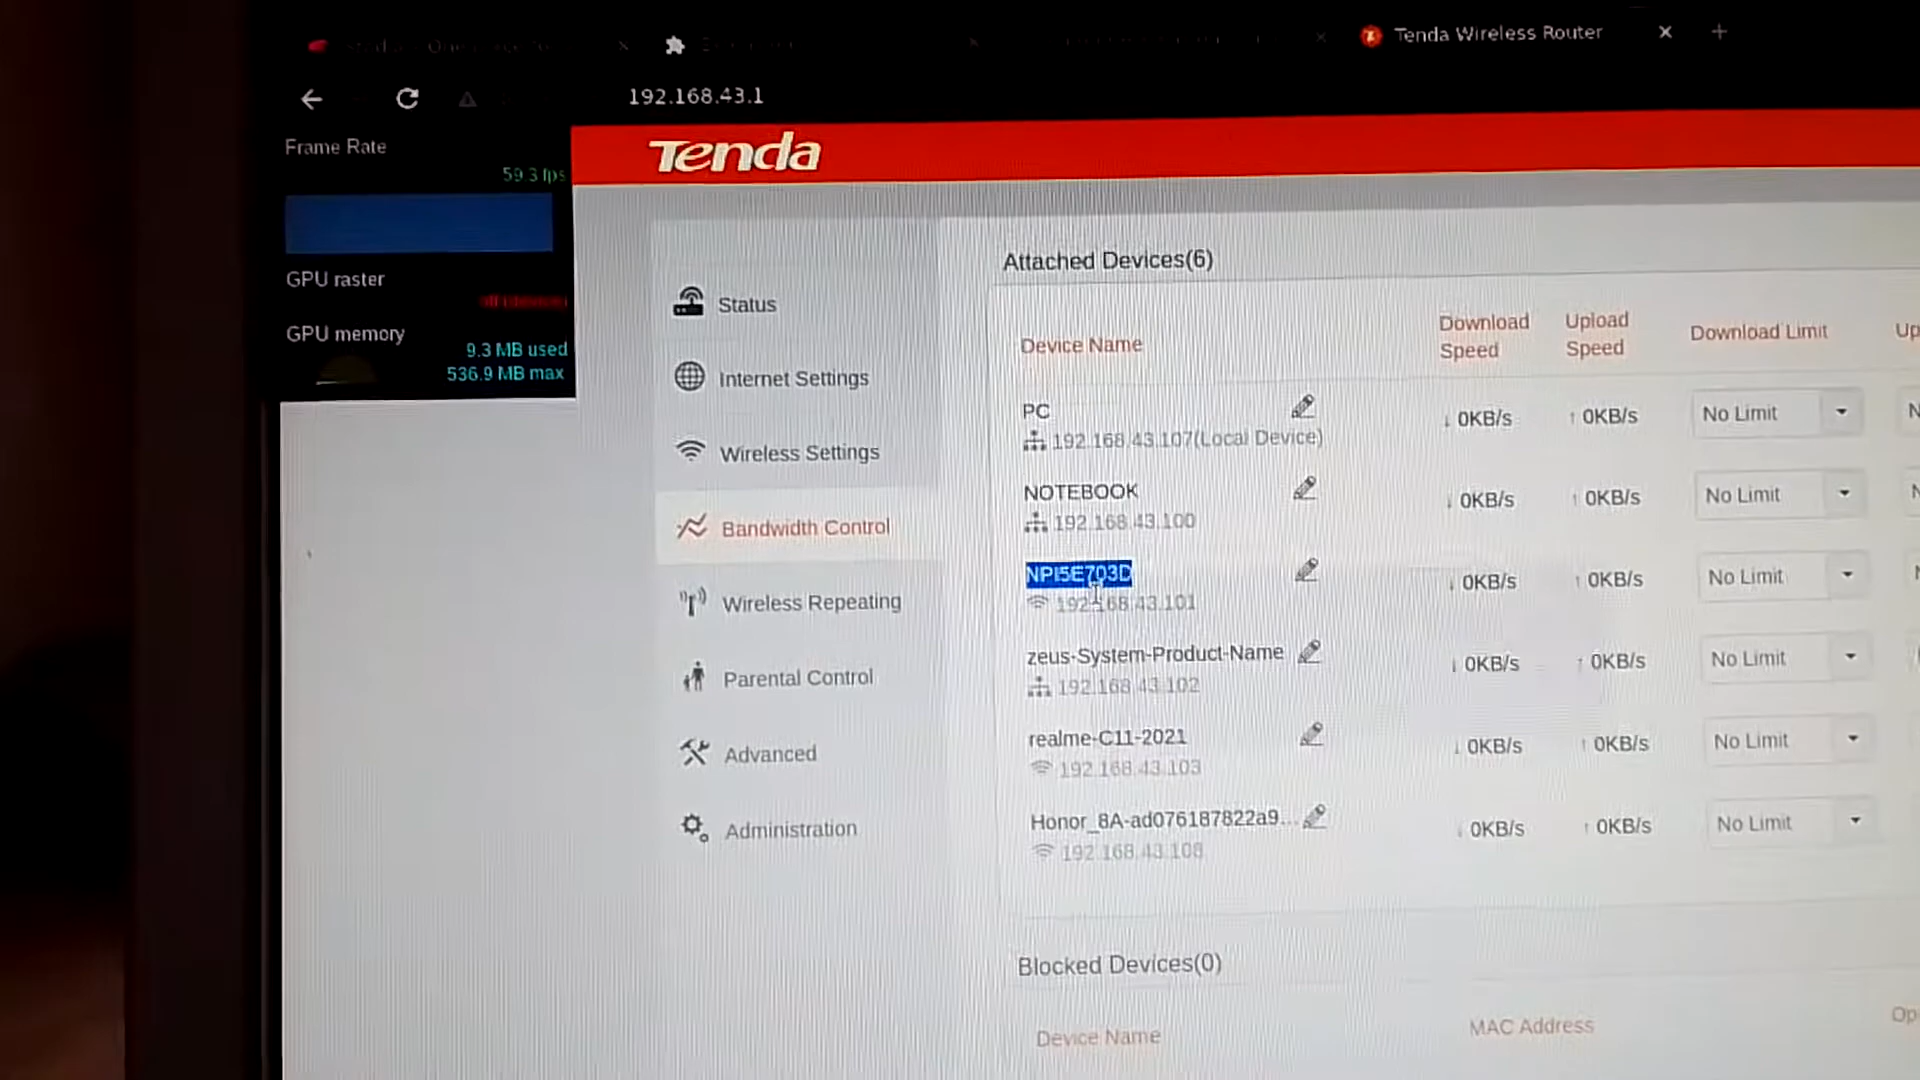 Tenda Wireless Router
192.168.43.1
Frame Rate
59.3 fps
GPU raster
GPU memory
9.3 MB used
536.9 MB max
Tenda
Status
Internet Settings
Wireless Settings
Bandwidth Control
Wireless Repeating
Parental Control
Advanced
Administration
Attached Devices(6)
Device Name
Download Speed
Upload Speed
Download Limit
Up
PC
192.168.43.107(Local Device)
↓ 0KB/s
↑ 0KB/s
No Limit
NOTEBOOK
192.168.43.100
↓ 0KB/s
↑ 0KB/s
No Limit
NPI5E703D
192.168.43.101
↓ 0KB/s
↑ 0KB/s
No Limit
zeus-System-Product-Name
192.168.43.102
↓ 0KB/s
↑ 0KB/s
No Limit
realme-C11-2021
192.168.43.103
↓ 0KB/s
↑ 0KB/s
No Limit
Honor_8A-ad076187822a9...
192.168.43.108
↓ 0KB/s
↑ 0KB/s
No Limit
Blocked Devices(0)
Device Name
MAC Address
Op